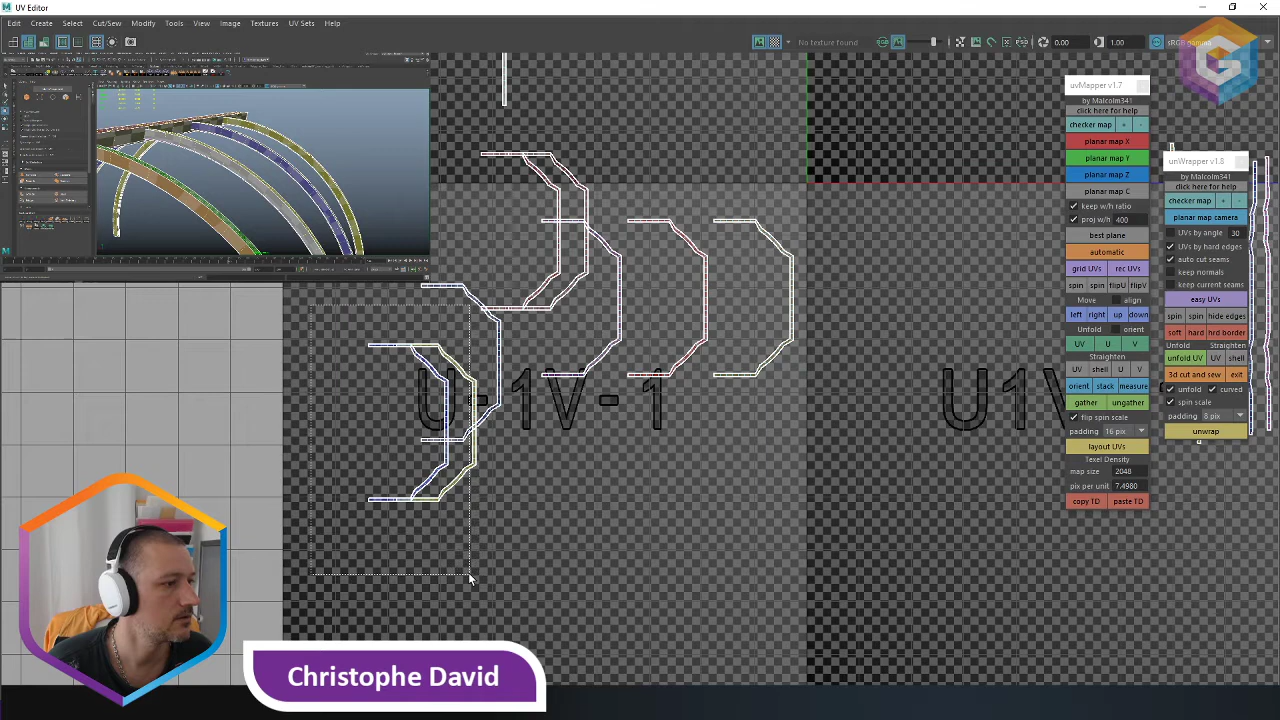 UV Editor
Edit Create Select Cut/Sew Modify Tools View Image Textures UV Sets Help
No texture found
0.00
1.00
sRGB gamma
uvMapper v1.7
by Malcolm341
click here for help
checker map + -
planar map X
planar map Y
planar map Z
planar map C
keep w/h ratio
proj w/h 400
best plane
automatic
grid UVs rec UVs
spin spin flipU flipV
Move align
left right up down
Unfold orient
UV U V
Straighten
UV shell U V
orient stack measure
gather ungather
flip spin scale
padding 16 pix
layout UVs
Texel Density
map size 2048
pix per unit 7.4980
copy TD paste TD
unWrapper v1.8
by Malcolm341
click here for help
checker map + -
planar map camera
UVs by angle 30
UVs by hard edges
auto cut seams
keep normals
keep current seams
easy UVs
spin spin hide edges
soft hard hrd border
Unfold Straighten
unfold UV UV shell
3d cut and sew exit
unfold curved
spin scale
padding 8 pix
unwrap
U-1V-1
U1V
Christophe David